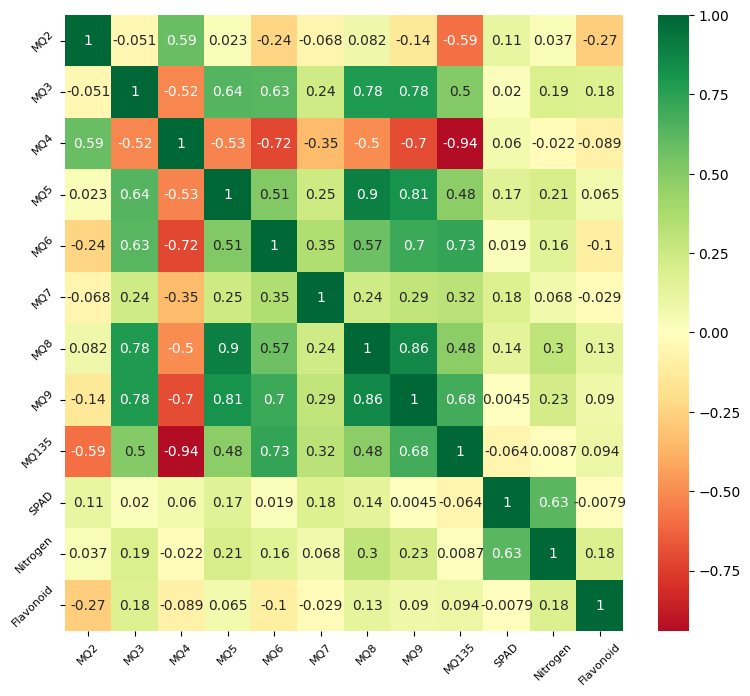 MQ2 1 -0.051 0.59 0.023 -0.24 -0.068 0.082 -0.14 -0.59 0.11 0.037 -0.27
MQ3 -0.051 1 -0.52 0.64 0.63 0.24 0.78 0.78 0.5 0.02 0.19 0.18
MQ4 0.59 -0.52 1 -0.53 -0.72 -0.35 -0.5 -0.7 -0.94 0.06 -0.022 -0.089
MQ5 0.023 0.64 -0.53 1 0.51 0.25 0.9 0.81 0.48 0.17 0.21 0.065
MQ6 -0.24 0.63 -0.72 0.51 1 0.35 0.57 0.7 0.73 0.019 0.16 -0.1
MQ7 -0.068 0.24 -0.35 0.25 0.35 1 0.24 0.29 0.32 0.18 0.068 -0.029
MQ8 0.082 0.78 -0.5 0.9 0.57 0.24 1 0.86 0.48 0.14 0.3 0.13
MQ9 -0.14 0.78 -0.7 0.81 0.7 0.29 0.86 1 0.68 0.0045 0.23 0.09
MQ135 -0.59 0.5 -0.94 0.48 0.73 0.32 0.48 0.68 1 -0.064 0.0087 0.094
SPAD 0.11 0.02 0.06 0.17 0.019 0.18 0.14 0.0045 -0.064 1 0.63 -0.0079
Nitrogen 0.037 0.19 -0.022 0.21 0.16 0.068 0.3 0.23 0.0087 0.63 1 0.18
Flavonoid -0.27 0.18 -0.089 0.065 -0.1 -0.029 0.13 0.09 0.094 -0.0079 0.18 1
MQ2 MQ3 MQ4 MQ5 MQ6 MQ7 MQ8 MQ9 MQ135 SPAD Nitrogen Flavonoid
1.00
0.75
0.50
0.25
0.00
−0.25
−0.50
−0.75